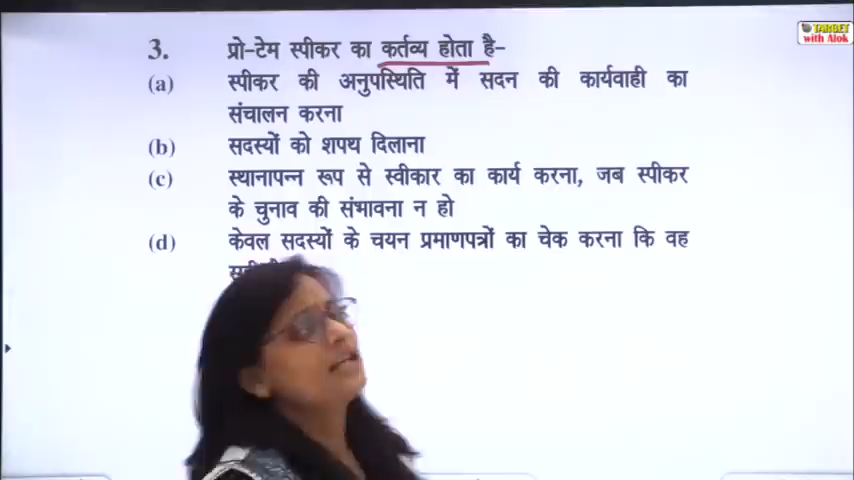 TARGET
with Alok
3. प्रो-टेम स्पीकर का कर्तव्य होता है-
(a) स्पीकर की अनुपस्थिति में सदन की कार्यवाही का
संचालन करना
(b) सदस्यों को शपथ दिलाना
(c) स्थानापन्न रूप से स्वीकार का कार्य करना, जब स्पीकर
के चुनाव की संभावना न हो
(d) केवल सदस्यों के चयन प्रमाणपत्रों का चेक करना कि वह